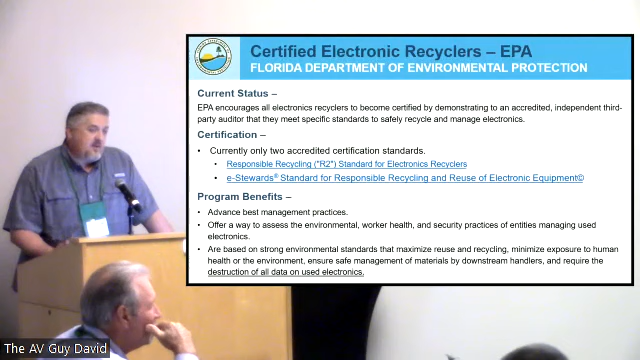 Certified Electronic Recyclers – EPA
FLORIDA DEPARTMENT OF ENVIRONMENTAL PROTECTION
Current Status –
EPA encourages all electronics recyclers to become certified by demonstrating to an accredited, independent third-
party auditor that they meet specific standards to safely recycle and manage electronics.
Certification –
• Currently only two accredited certification standards.
• Responsible Recycling ("R2") Standard for Electronics Recyclers
• e-Stewards® Standard for Responsible Recycling and Reuse of Electronic Equipment©
Program Benefits –
• Advance best management practices.
• Offer a way to assess the environmental, worker health, and security practices of entities managing used
electronics.
• Are based on strong environmental standards that maximize reuse and recycling, minimize exposure to human
health or the environment, ensure safe management of materials by downstream handlers, and require the
destruction of all data on used electronics.
The AV Guy David